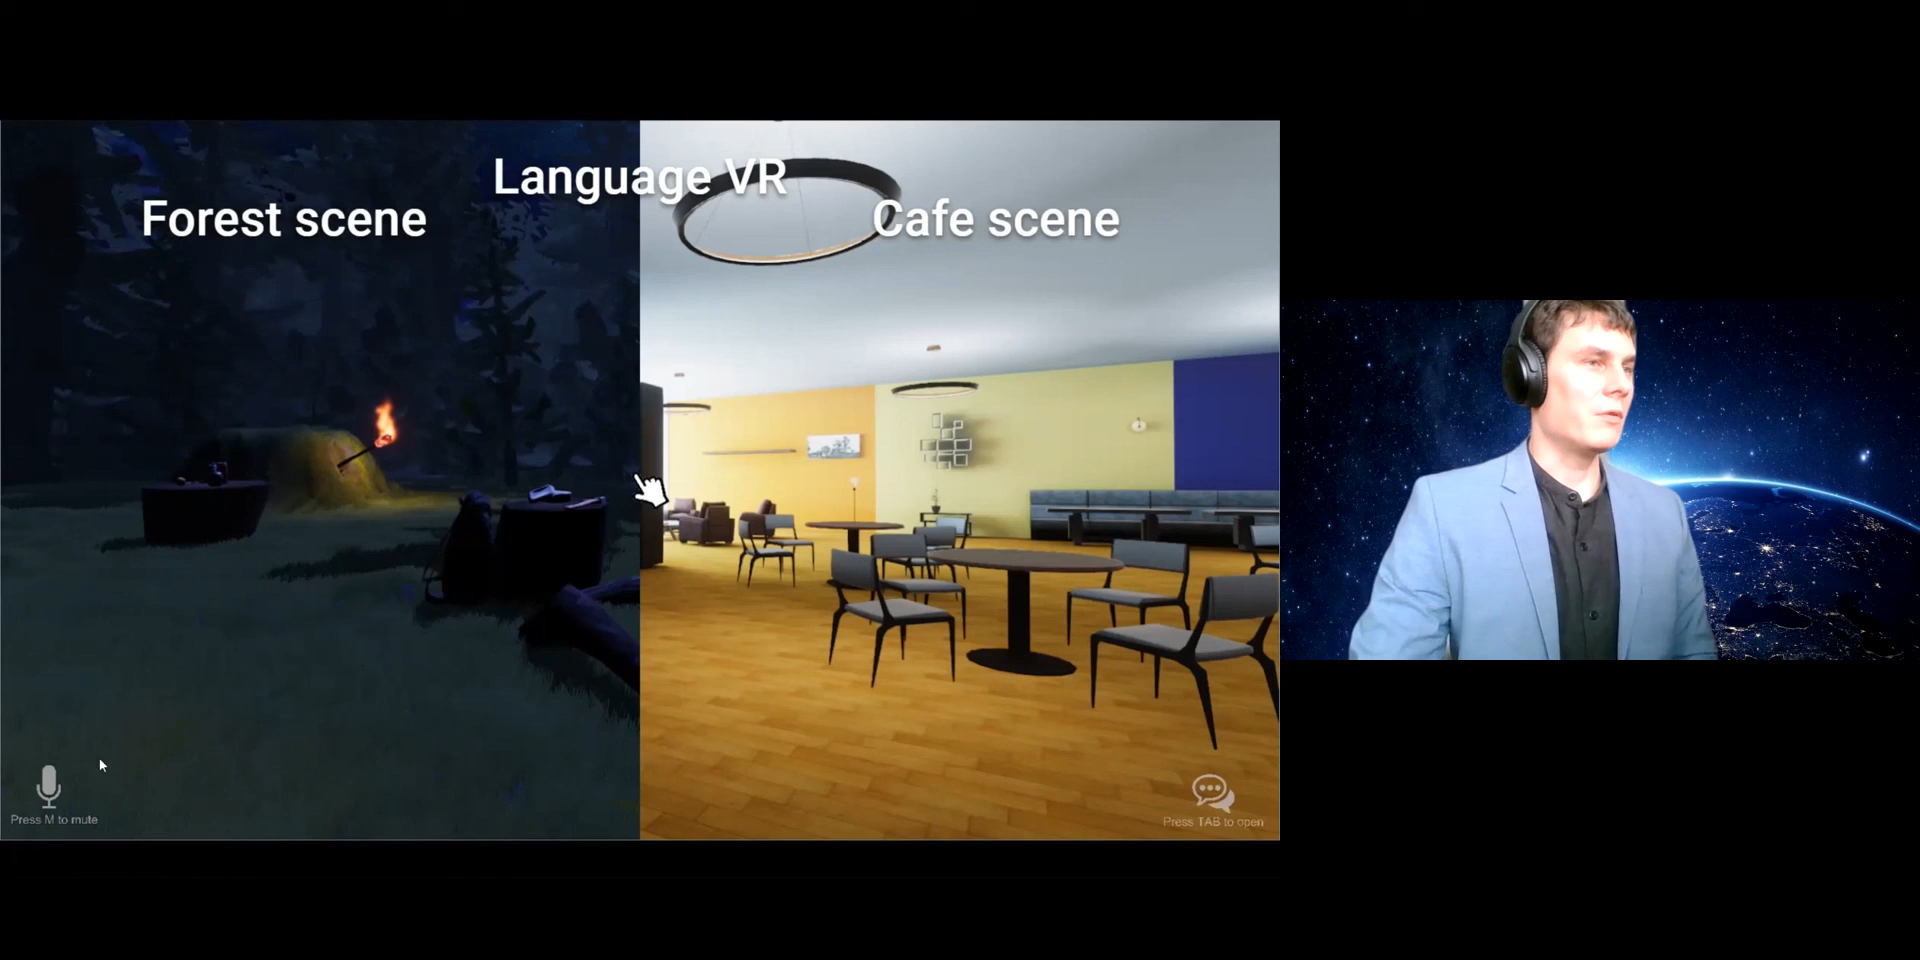 Language VR
Forest scene
Cafe scene
Press M to mute
Press TAB to open